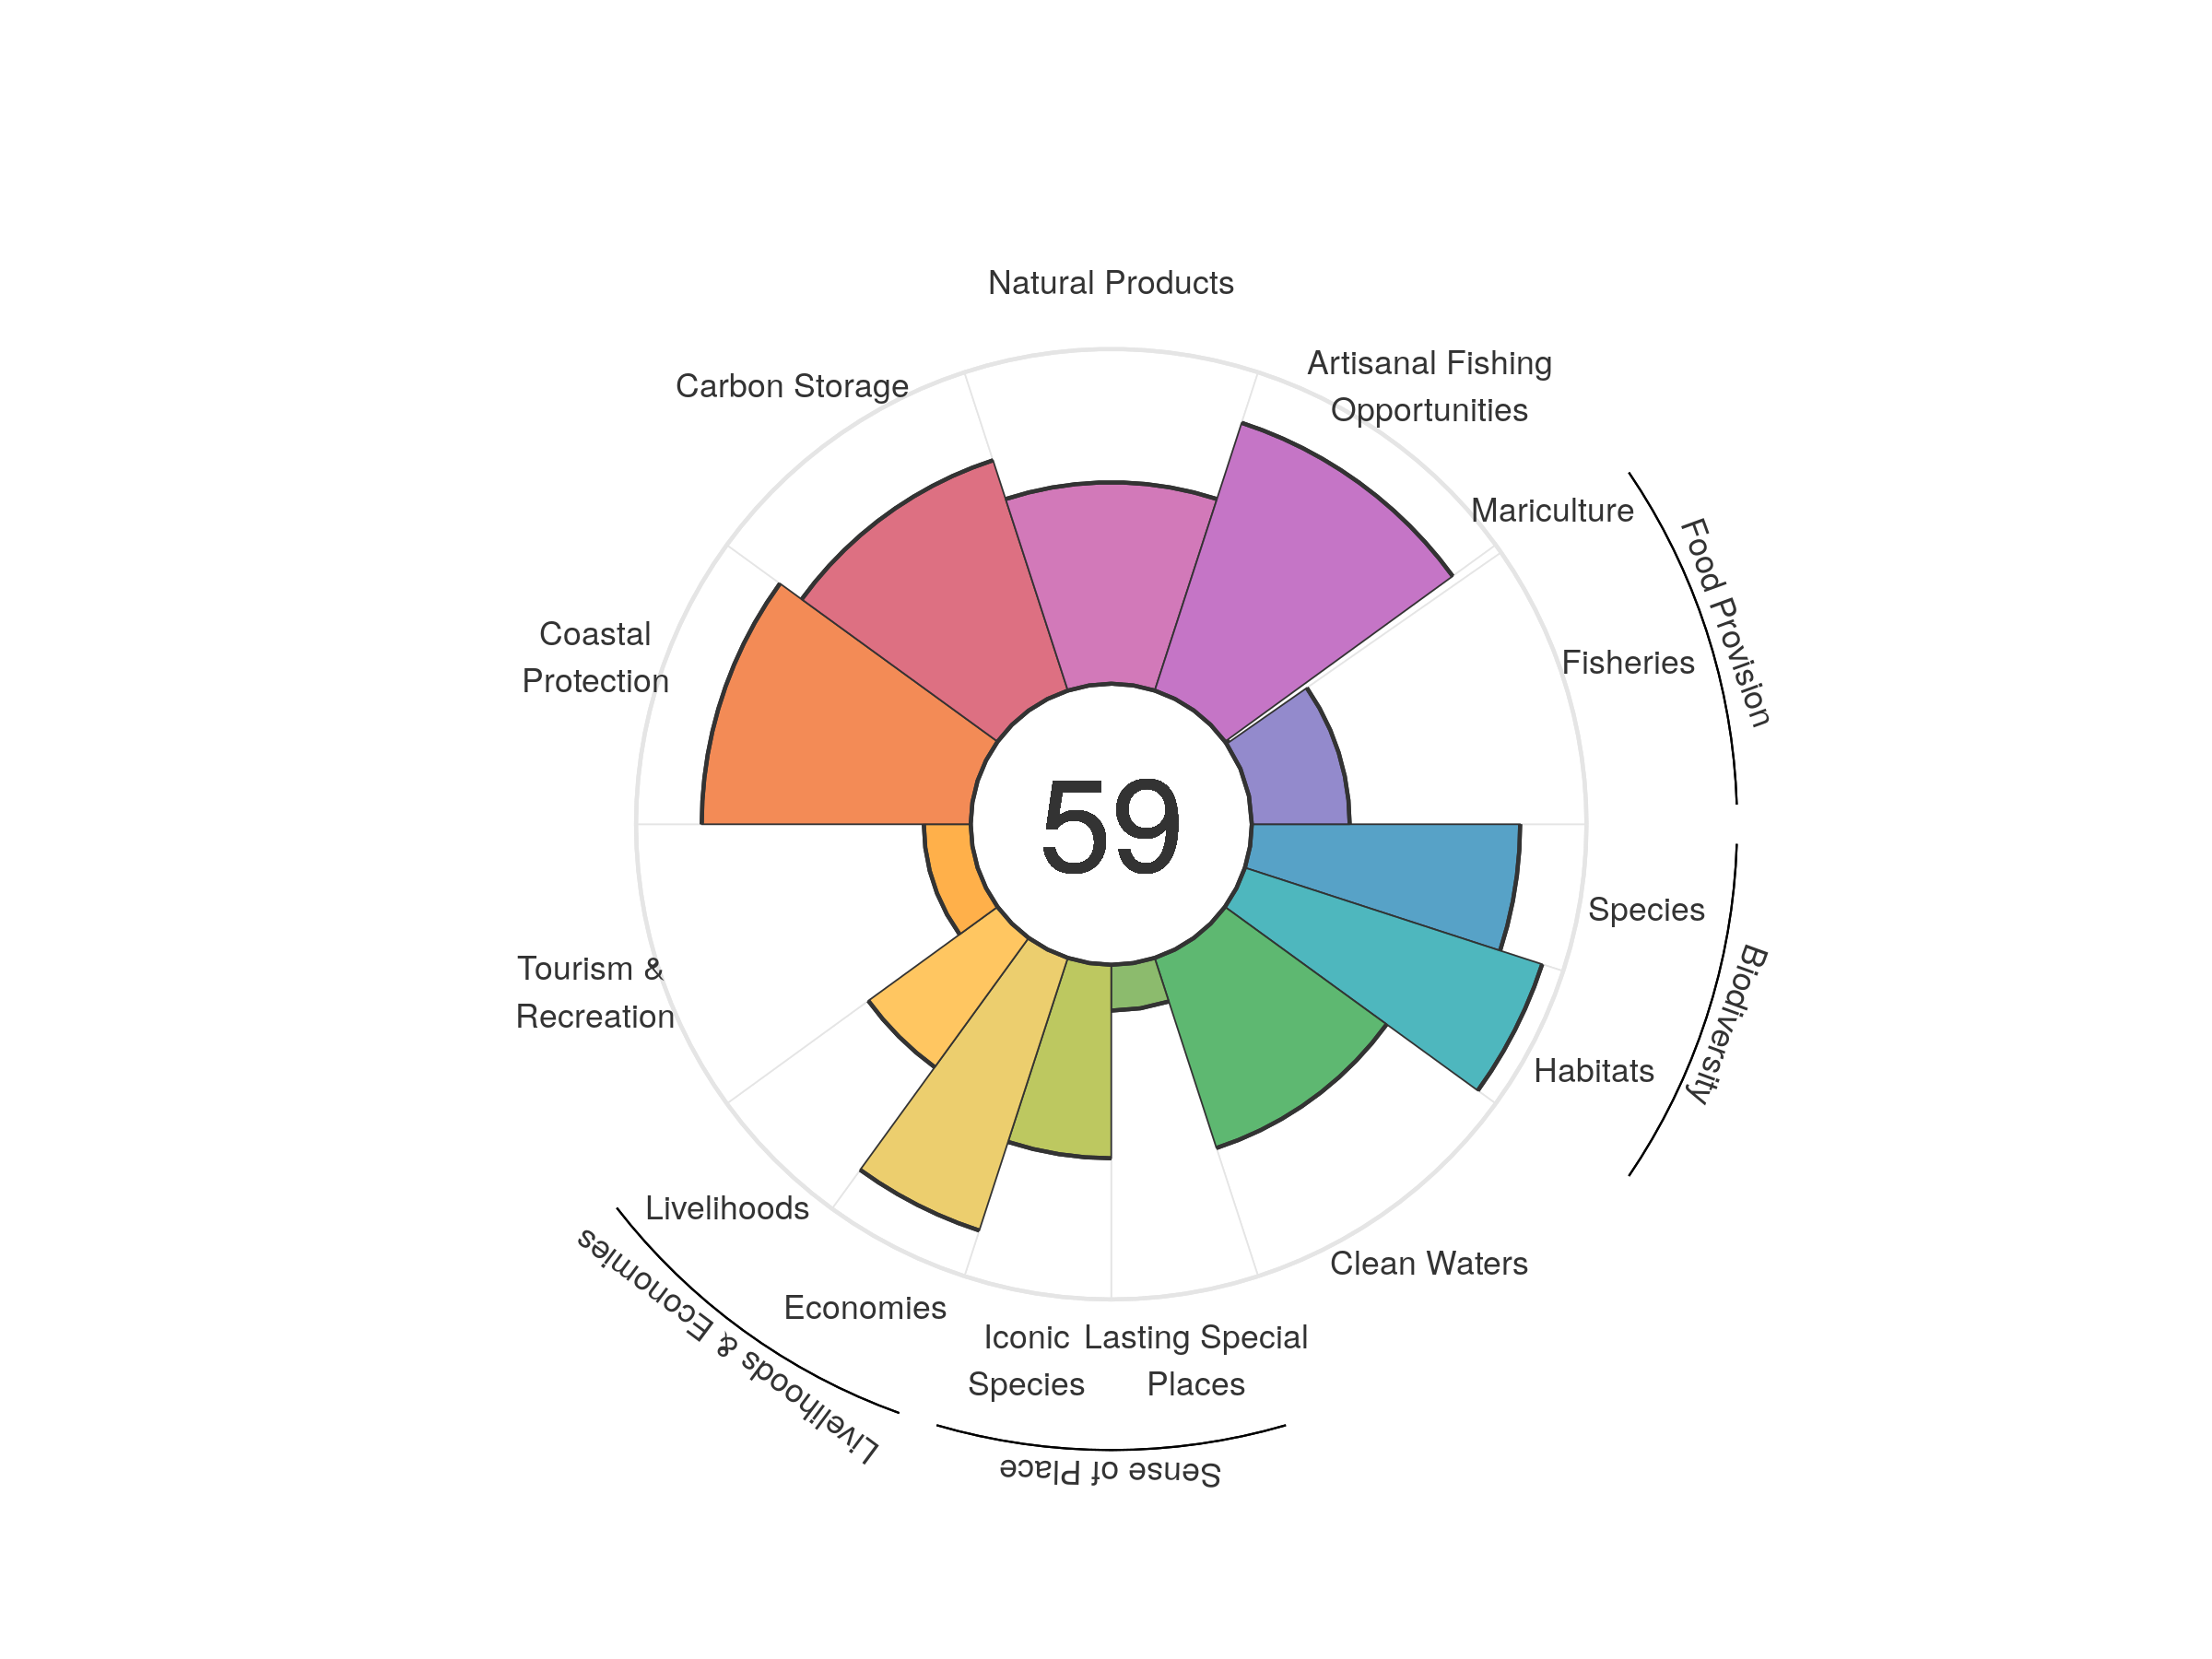 Natural Products
Artisanal Fishing
Opportunities
Carbon Storage
Mariculture
Food Provision
Coastal
Protection
Fisheries
59
Species
Biodiversity
Tourism &
Recreation
Habitats
Livelihoods
Clean Waters
Livelihoods & Economies
Economies
Iconic
Species
Lasting Special
Places
Sense of Place